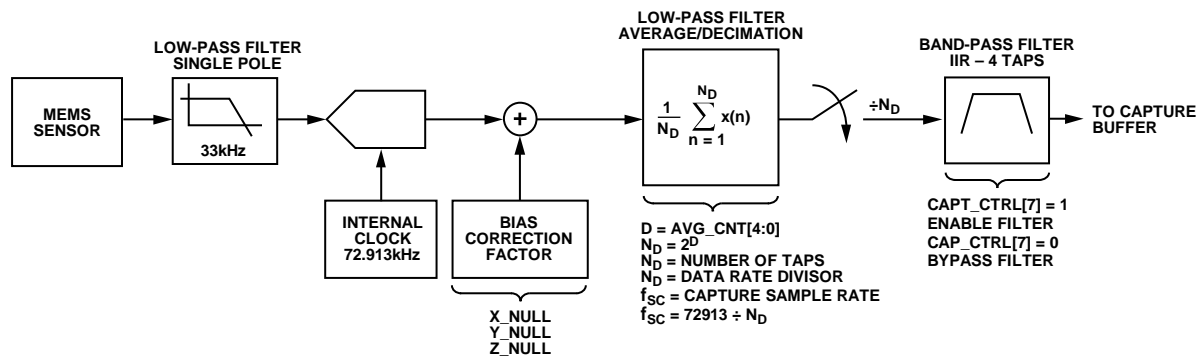 MEMS
SENSOR
LOW-PASS FILTER
SINGLE POLE
33kHz
INTERNAL
CLOCK
72.913kHz
+
BIAS
CORRECTION
FACTOR
X_NULL
Y_NULL
Z_NULL
LOW-PASS FILTER
AVERAGE/DECIMATION
1/N_D ∑ x(n)
N_D
n = 1
D = AVG_CNT[4:0]
N_D = 2^D
N_D = NUMBER OF TAPS
N_D = DATA RATE DIVISOR
f_SC = CAPTURE SAMPLE RATE
f_SC = 72913 ÷ N_D
÷N_D
BAND-PASS FILTER
IIR – 4 TAPS
CAPT_CTRL[7] = 1
ENABLE FILTER
CAP_CTRL[7] = 0
BYPASS FILTER
TO CAPTURE
BUFFER